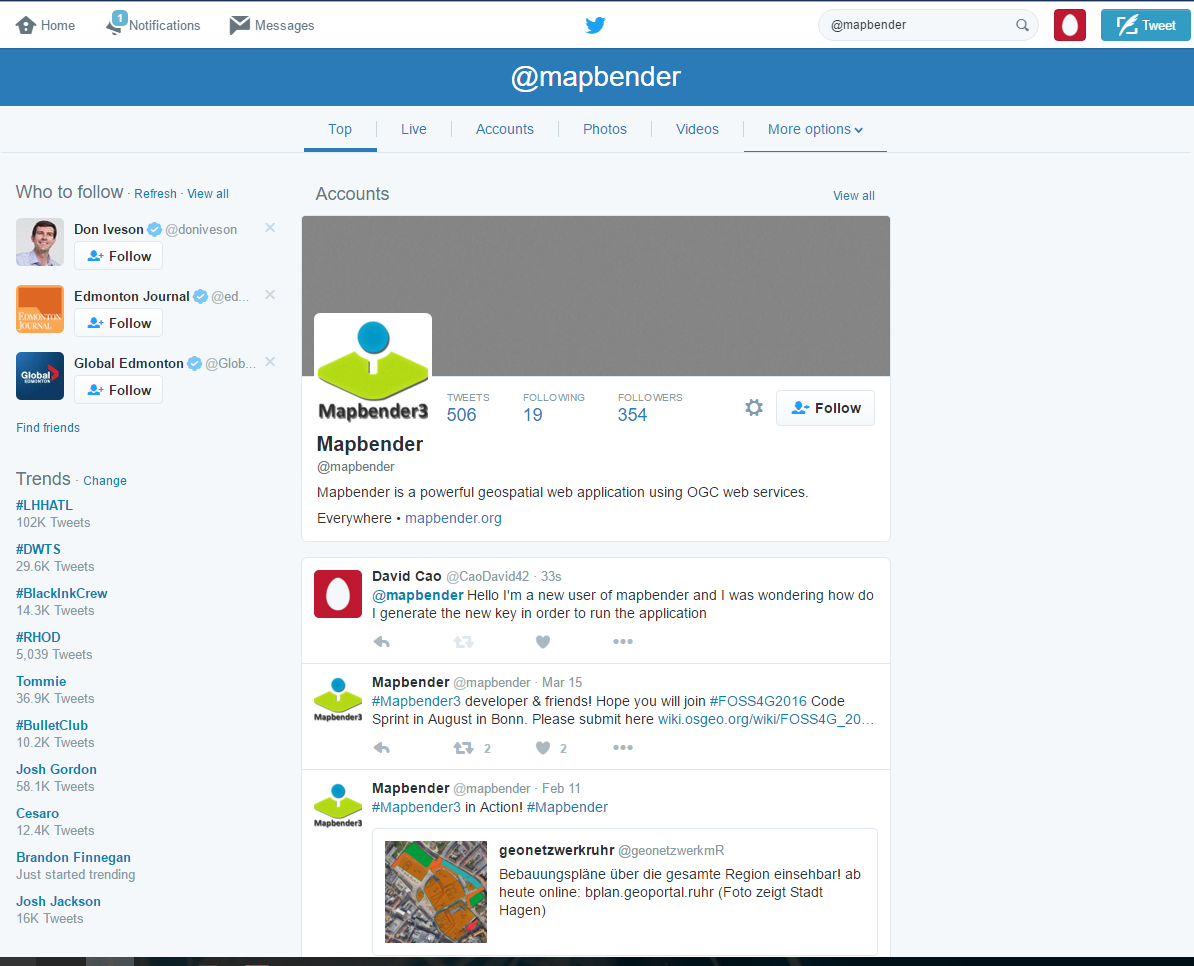 Home
1
Notifications
Messages
@mapbender
Tweet
@mapbender
Top
Live
Accounts
Photos
Videos
More options
Who to follow · Refresh · View all
Don Iveson @doniveson
Follow
EDMONTON
JOURNAL
Edmonton Journal @ed...
Follow
Global
EDMONTON
Global Edmonton @Glob...
Follow
Find friends
Trends · Change
#LHHATL
102K Tweets
#DWTS
29.6K Tweets
#BlackInkCrew
14.3K Tweets
#RHOD
5,039 Tweets
Tommie
36.9K Tweets
#BulletClub
10.2K Tweets
Josh Gordon
58.1K Tweets
Cesaro
12.4K Tweets
Brandon Finnegan
Just started trending
Josh Jackson
16K Tweets
Accounts
View all
Mapbender3
TWEETS
506
FOLLOWING
19
FOLLOWERS
354
Follow
Mapbender
@mapbender
Mapbender is a powerful geospatial web application using OGC web services.
Everywhere • mapbender.org
David Cao @CaoDavid42 · 33s
@mapbender Hello I'm a new user of mapbender and I was wondering how do
I generate the new key in order to run the application
Mapbender3
Mapbender @mapbender · Mar 15
#Mapbender3 developer & friends! Hope you will join #FOSS4G2016 Code
Sprint in August in Bonn. Please submit here wiki.osgeo.org/wiki/FOSS4G_20...
2
2
Mapbender3
Mapbender @mapbender · Feb 11
#Mapbender3 in Action! #Mapbender
geonetzwerkruhr @geonetzwerkmR
Bebauungspläne über die gesamte Region einsehbar! ab
heute online: bplan.geoportal.ruhr (Foto zeigt Stadt
Hagen)